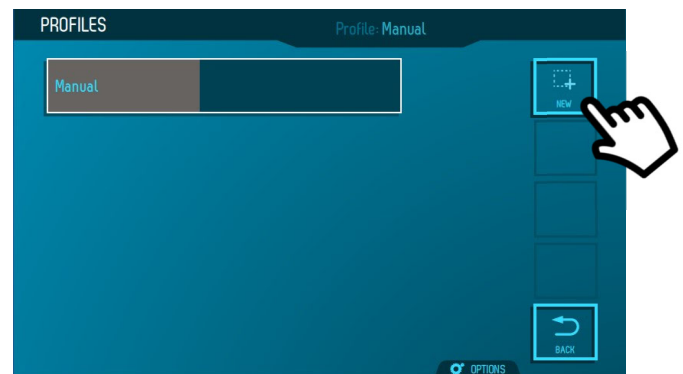 PROFILES
Profile: Manual
Manual
NEW
BACK
OPTIONS